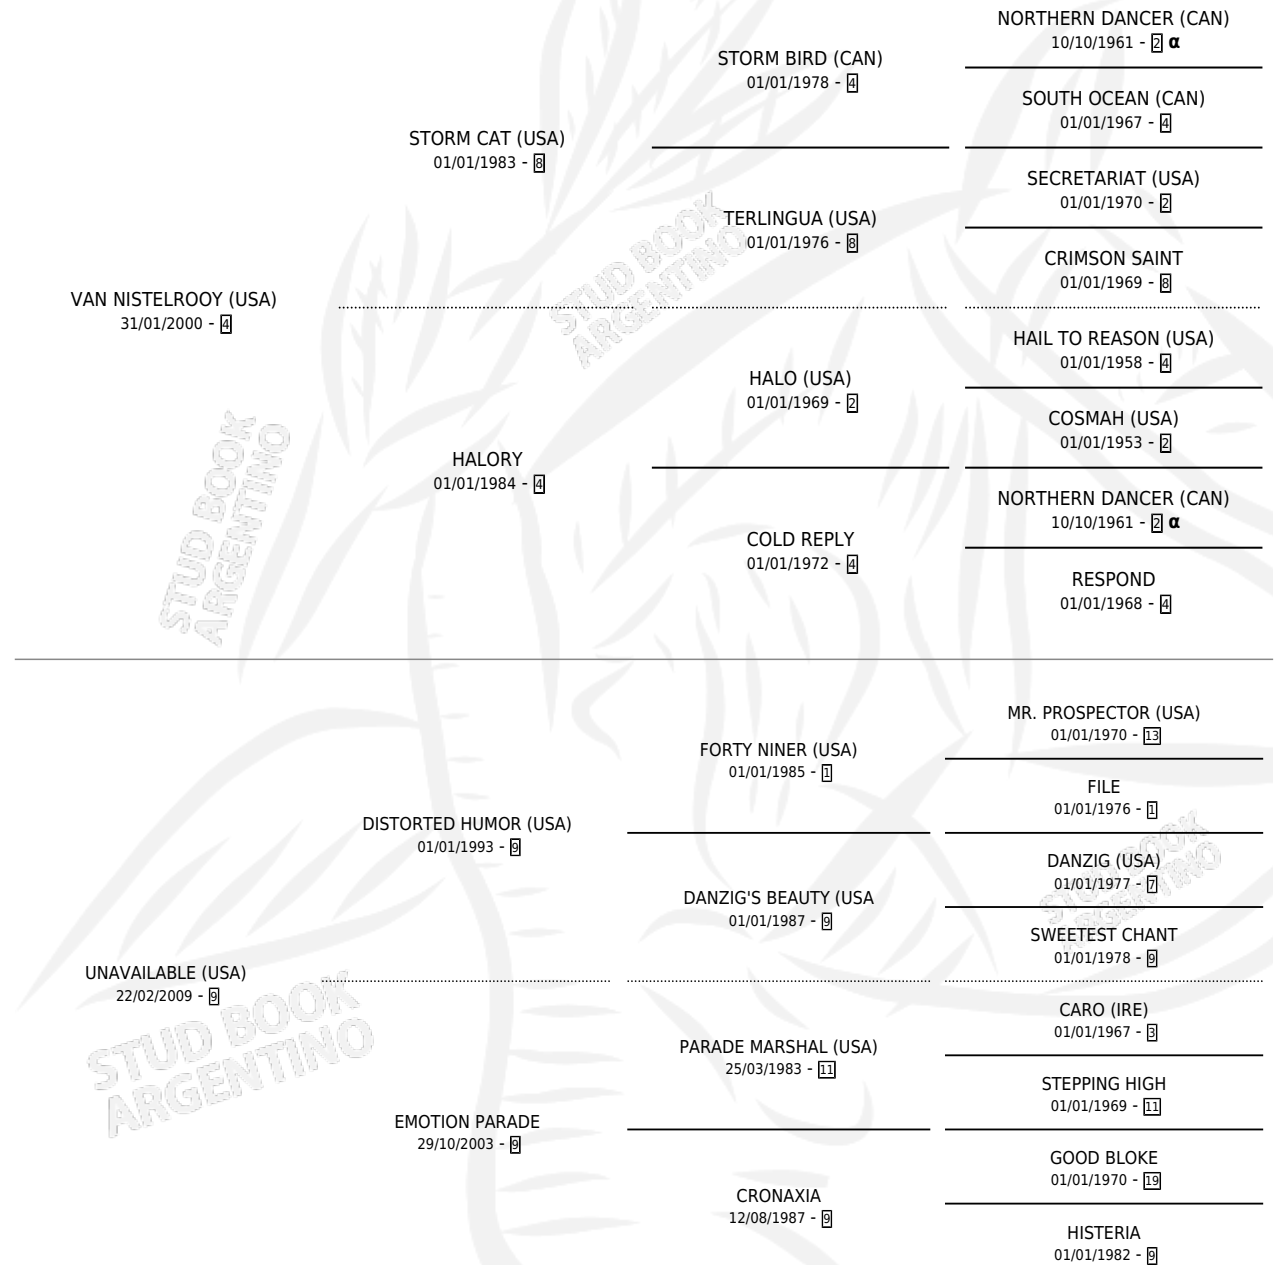 NORTHERN DANCER (CAN)
10/10/1961 - 2 α
STORM BIRD (CAN)
01/01/1978 - 4
SOUTH OCEAN (CAN)
01/01/1967 - 4
STORM CAT (USA)
01/01/1983 - 8
SECRETARIAT (USA)
01/01/1970 - 2
TERLINGUA (USA)
01/01/1976 - 8
CRIMSON SAINT
01/01/1969 - 8
VAN NISTELROOY (USA)
31/01/2000 - 4
HAIL TO REASON (USA)
01/01/1958 - 4
HALO (USA)
01/01/1969 - 2
COSMAH (USA)
01/01/1953 - 2
HALORY
01/01/1984 - 4
NORTHERN DANCER (CAN)
10/10/1961 - 2 α
COLD REPLY
01/01/1972 - 4
RESPOND
01/01/1968 - 4
MR. PROSPECTOR (USA)
01/01/1970 - 13
FORTY NINER (USA)
01/01/1985 - 1
FILE
01/01/1976 - 1
DISTORTED HUMOR (USA)
01/01/1993 - 9
DANZIG (USA)
01/01/1977 - 7
DANZIG'S BEAUTY (USA
01/01/1987 - 9
SWEETEST CHANT
01/01/1978 - 9
UNAVAILABLE (USA)
22/02/2009 - 9
CARO (IRE)
01/01/1967 - 3
PARADE MARSHAL (USA)
25/03/1983 - 11
STEPPING HIGH
01/01/1969 - 11
EMOTION PARADE
29/10/2003 - 9
GOOD BLOKE
01/01/1970 - 19
CRONAXIA
12/08/1987 - 9
HISTERIA
01/01/1982 - 9
STUD BOOK
ARGENTINO
STUD BOOK
ARGENTINO
STUD BOOK
ARGENTINO
STUD BOOK
ARGENTINO